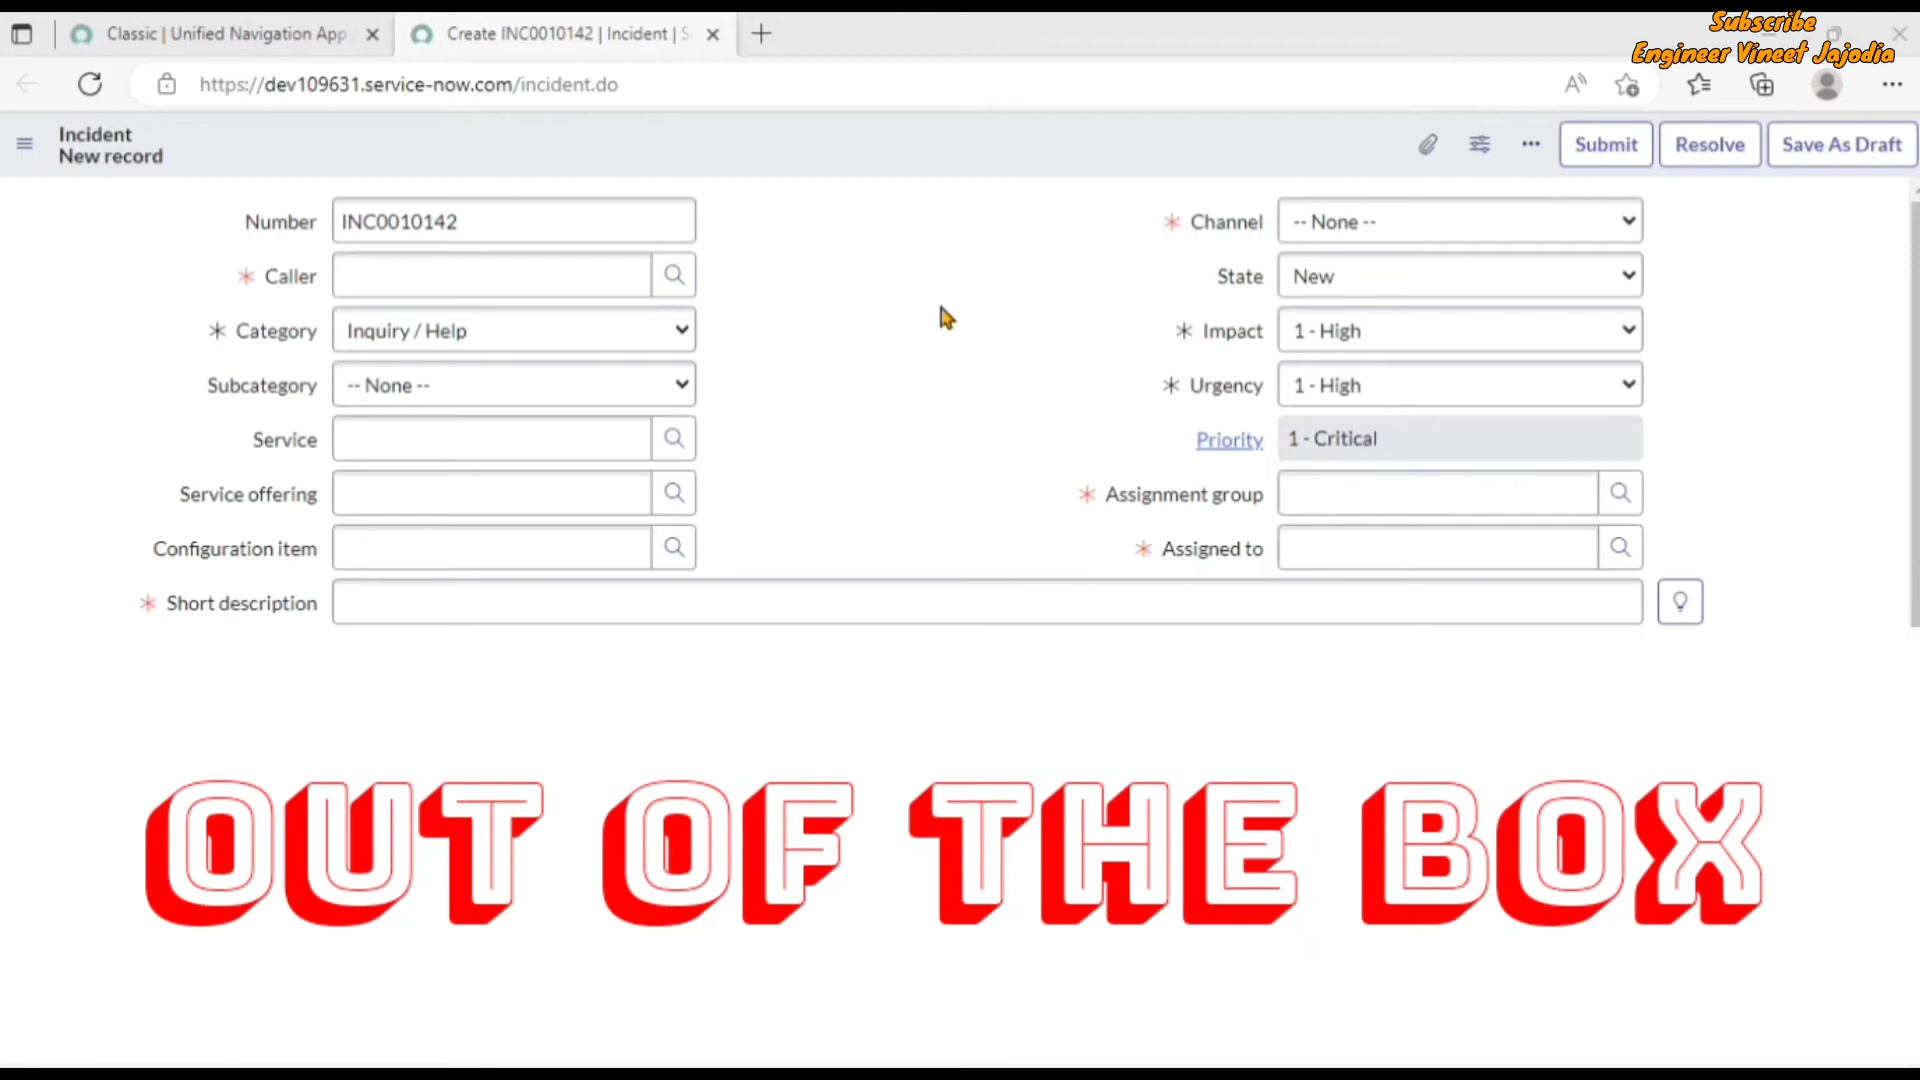 Subscribe
Engineer Vineet Jajodia
Classic | Unified Navigation App
Create INC0010142 | Incident | S
https://dev109631.service-now.com/incident.do
Incident
New record
Submit
Resolve
Save As Draft
Number
INC0010142
* Channel
-- None --
* Caller
State
New
* Category
Inquiry / Help
* Impact
1 - High
Subcategory
-- None --
* Urgency
1 - High
Service
Priority
1 - Critical
Service offering
* Assignment group
Configuration item
* Assigned to
* Short description
OUT OF THE BOX